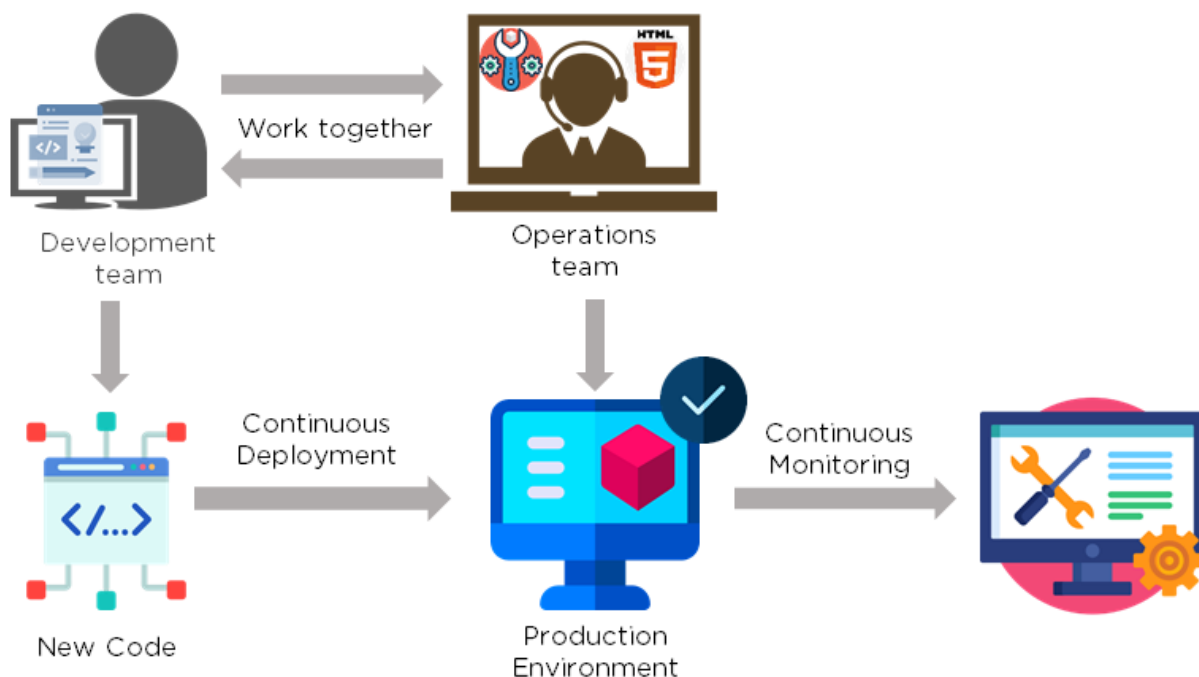 HTML
5
Work together
Development
team
Operations
team
Continuous
Deployment
Continuous
Monitoring
</>
</...>
New Code
Production
Environment